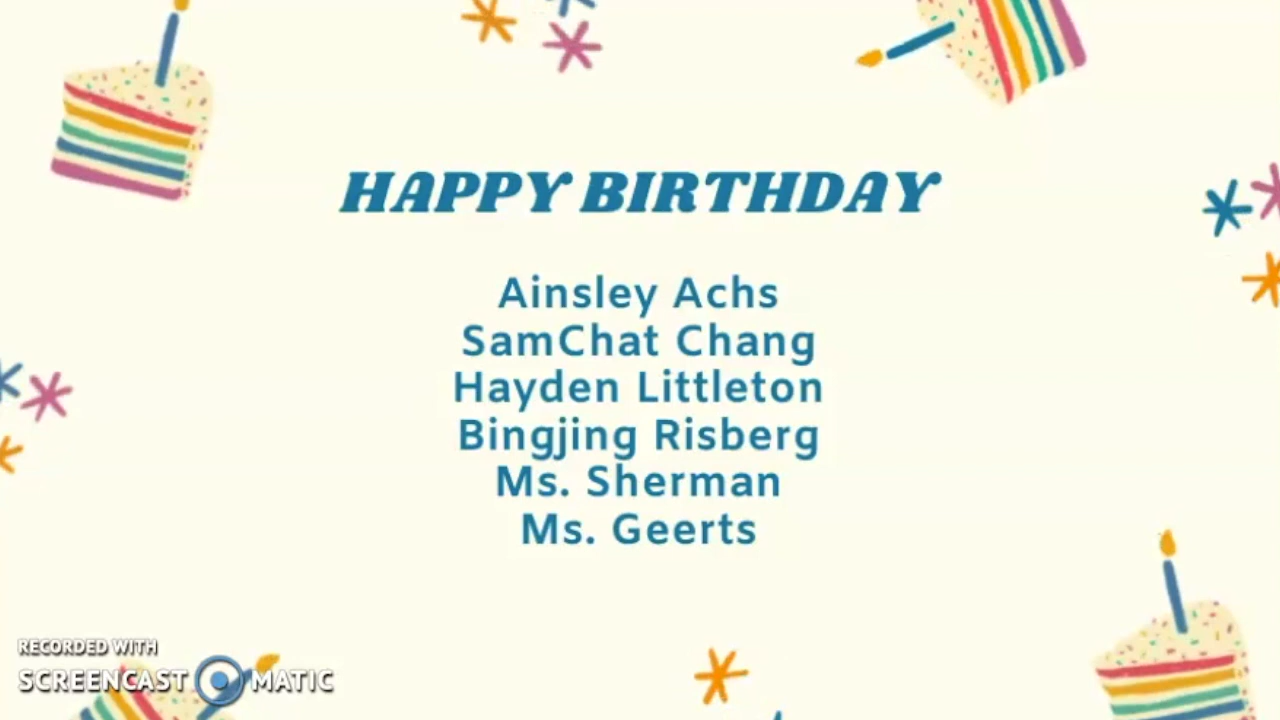 HAPPY BIRTHDAY
Ainsley Achs
SamChat Chang
Hayden Littleton
Bingjing Risberg
Ms. Sherman
Ms. Geerts
RECORDED WITH
SCREENCAST MATIC